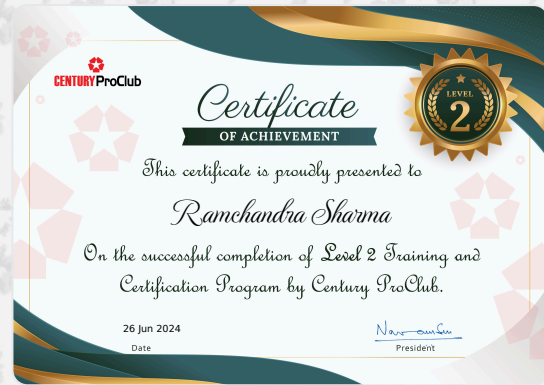 CENTURY ProClub
LEVEL
2
Certificate
OF ACHIEVEMENT
This certificate is proudly presented to
Ramchandra Sharma
On the successful completion of Level 2 Training and
Certification Program by Century ProClub.
26 Jun 2024
Date
President